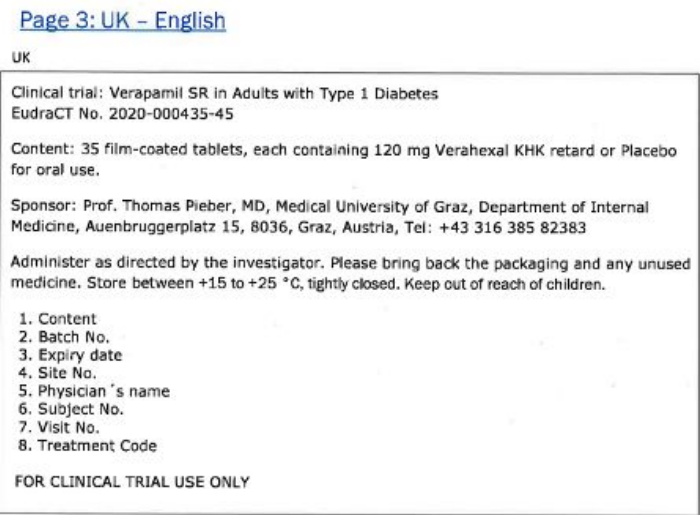 Page 3: UK – English
UK
Clinical trial: Verapamil SR in Adults with Type 1 Diabetes
EudraCT No. 2020-000435-45
Content: 35 film-coated tablets, each containing 120 mg Verahexal KHK retard or Placebo
for oral use.
Sponsor: Prof. Thomas Pieber, MD, Medical University of Graz, Department of Internal
Medicine, Auenbruggerplatz 15, 8036, Graz, Austria, Tel: +43 316 385 82383
Administer as directed by the investigator. Please bring back the packaging and any unused
medicine. Store between +15 to +25 °C, tightly closed. Keep out of reach of children.
1. Content
2. Batch No.
3. Expiry date
4. Site No.
5. Physician´s name
6. Subject No.
7. Visit No.
8. Treatment Code
FOR CLINICAL TRIAL USE ONLY